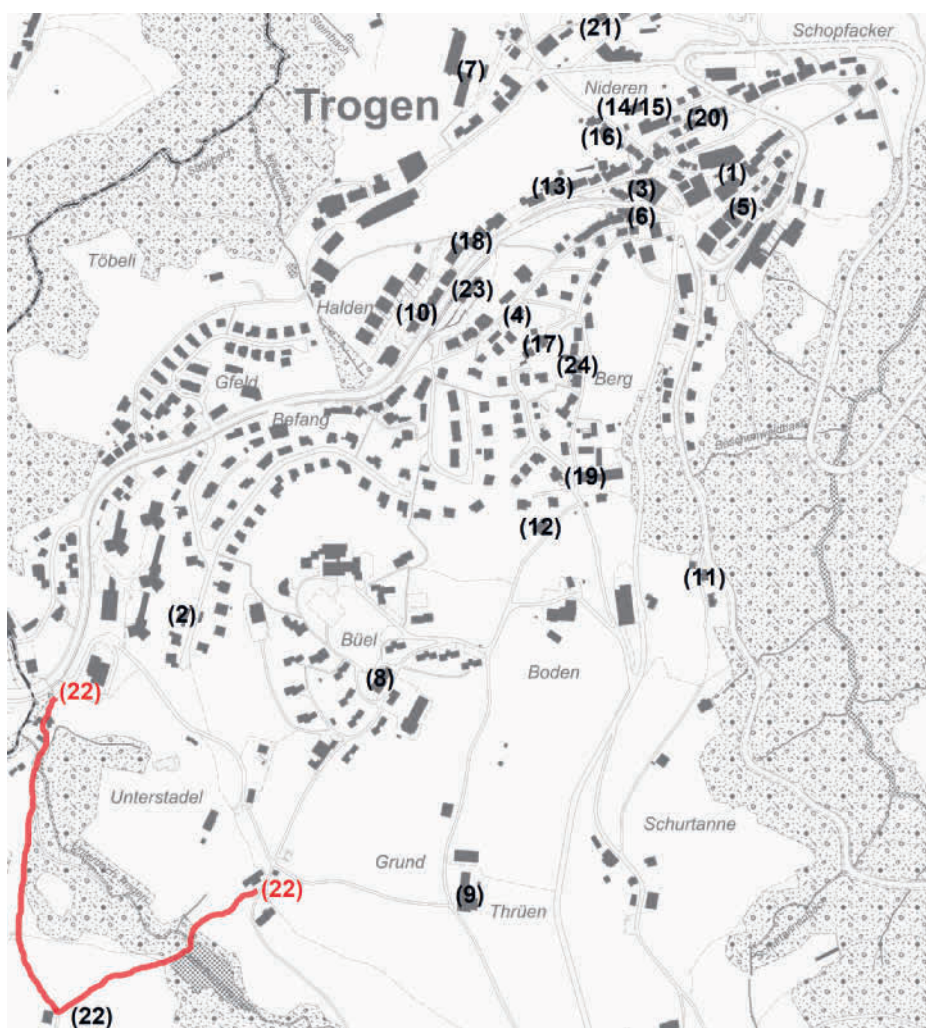 (21)
Schopfacker
(7)
Nideren
Trogen
(14/15)
(20)
(16)
(1)
(13)
(3)
(5)
(6)
(18)
Töbeli
(23)
Halden
(10)
(4)
(17)
(24)
Berg
Gfeld
Befang
(19)
(12)
(11)
(2)
Büel
(8)
Boden
(22)
Unterstadel
Schurtanne
Grund
(22)
(9)
Thrüen
(22)